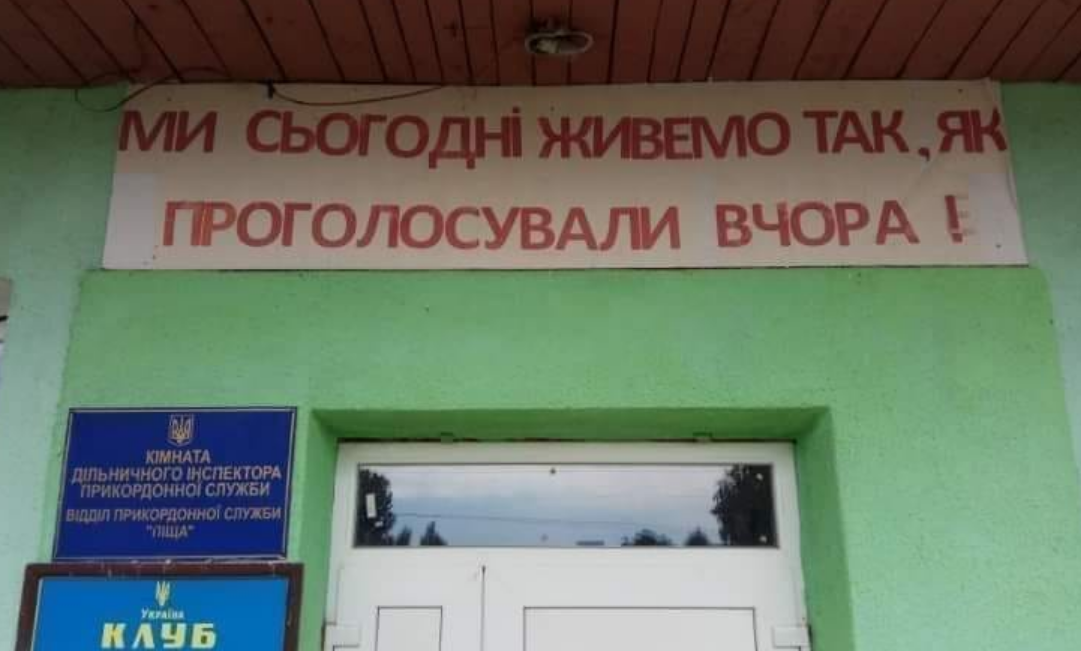 МИ СЬОГОДНІ ЖИВЕМО ТАК, ЯК
ПРОГОЛОСУВАЛИ ВЧОРА !
КІМНАТА
ДІЛЬНИЧНОГО ІНСПЕКТОРА
ПРИКОРДОННОЇ СЛУЖБИ
ВІДДІЛ ПРИКОРДОННОЇ СЛУЖБИ
"ПІЩА"
Україна
КЛУБ